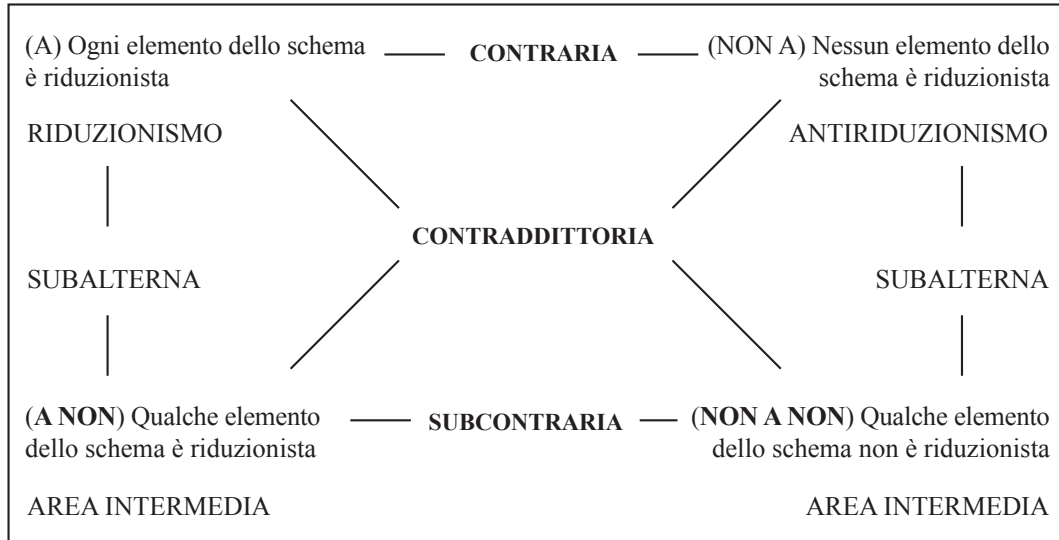 (A) Ogni elemento dello schema
è riduzionista
CONTRARIA
(NON A) Nessun elemento dello
schema è riduzionista
RIDUZIONISMO
ANTIRIDUZIONISMO
CONTRADDITTORIA
SUBALTERNA
SUBALTERNA
(A NON) Qualche elemento
dello schema è riduzionista
SUBCONTRARIA
(NON A NON) Qualche elemento
dello schema non è riduzionista
AREA INTERMEDIA
AREA INTERMEDIA